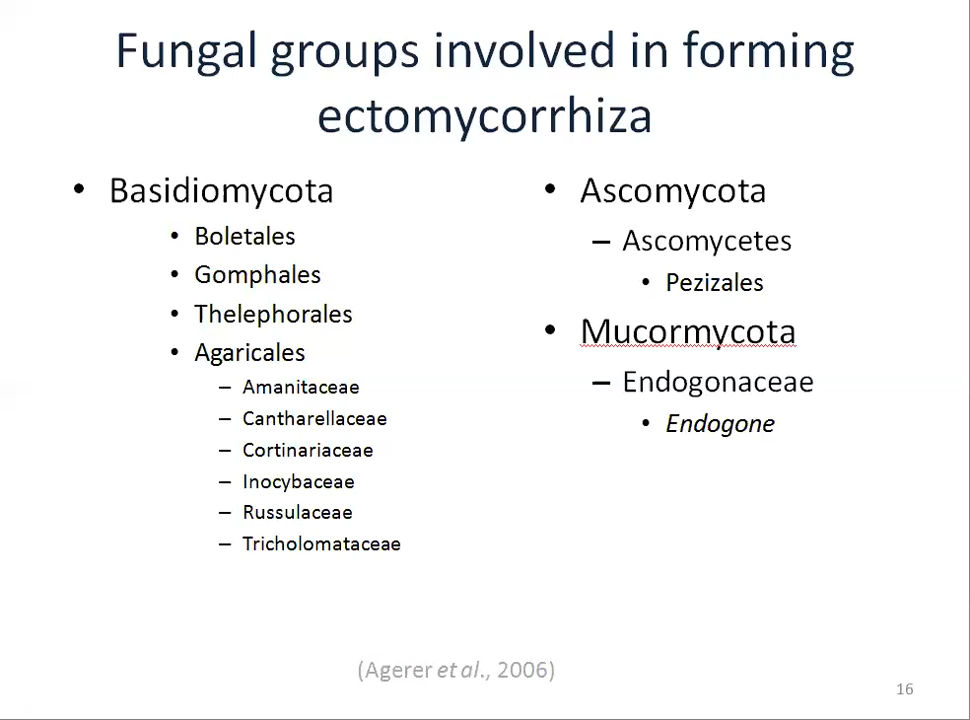 Fungal groups involved in forming
ectomycorrhiza
• Basidiomycota
• Boletales
• Gomphales
• Thelephorales
• Agaricales
– Amanitaceae
– Cantharellaceae
– Cortinariaceae
– Inocybaceae
– Russulaceae
– Tricholomataceae
• Ascomycota
– Ascomycetes
• Pezizales
• Mucormycota
– Endogonaceae
• Endogone
(Agerer et al., 2006)
16